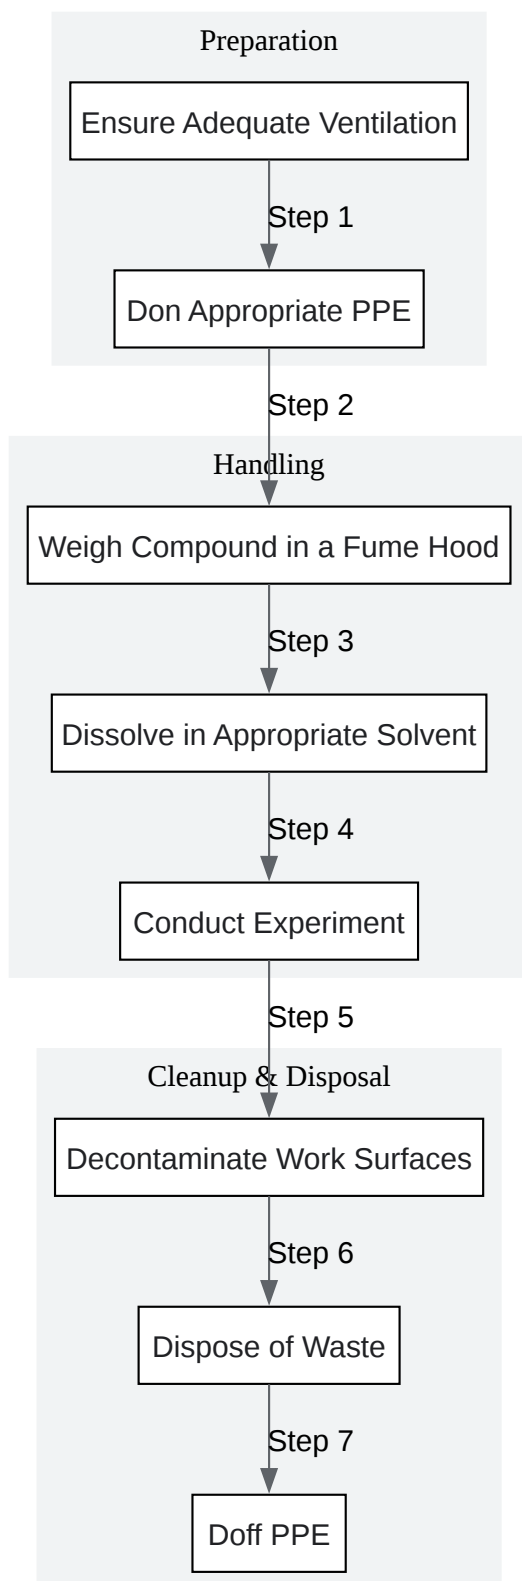 Preparation
Ensure Adequate Ventilation
Step 1
Don Appropriate PPE
Step 2
Handling
Weigh Compound in a Fume Hood
Step 3
Dissolve in Appropriate Solvent
Step 4
Conduct Experiment
Step 5
Cleanup & Disposal
Decontaminate Work Surfaces
Step 6
Dispose of Waste
Step 7
Doff PPE